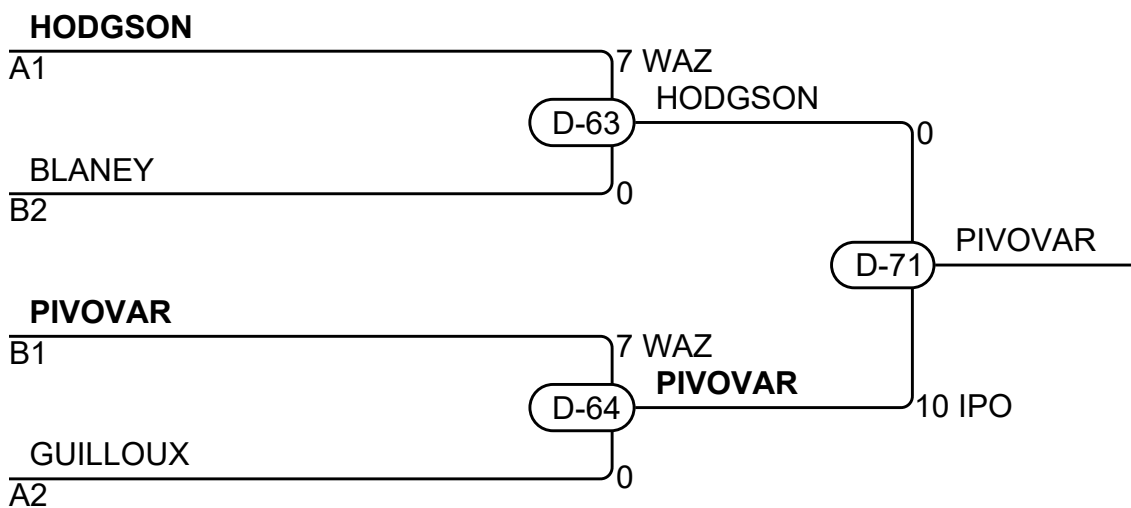 HODGSON
A1
7 WAZ
HODGSON
D-63
0
BLANEY
0
B2
PIVOVAR
D-71
PIVOVAR
B1
7 WAZ
PIVOVAR
D-64
10 IPO
GUILLOUX
0
A2